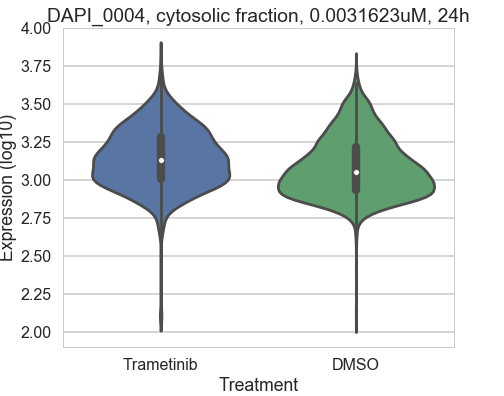 DAPI_0004, cytosolic fraction, 0.0031623uM, 24h
4.00
3.75
3.50
3.25
3.00
2.75
2.50
2.25
2.00
Expression (log10)
Trametinib
DMSO
Treatment